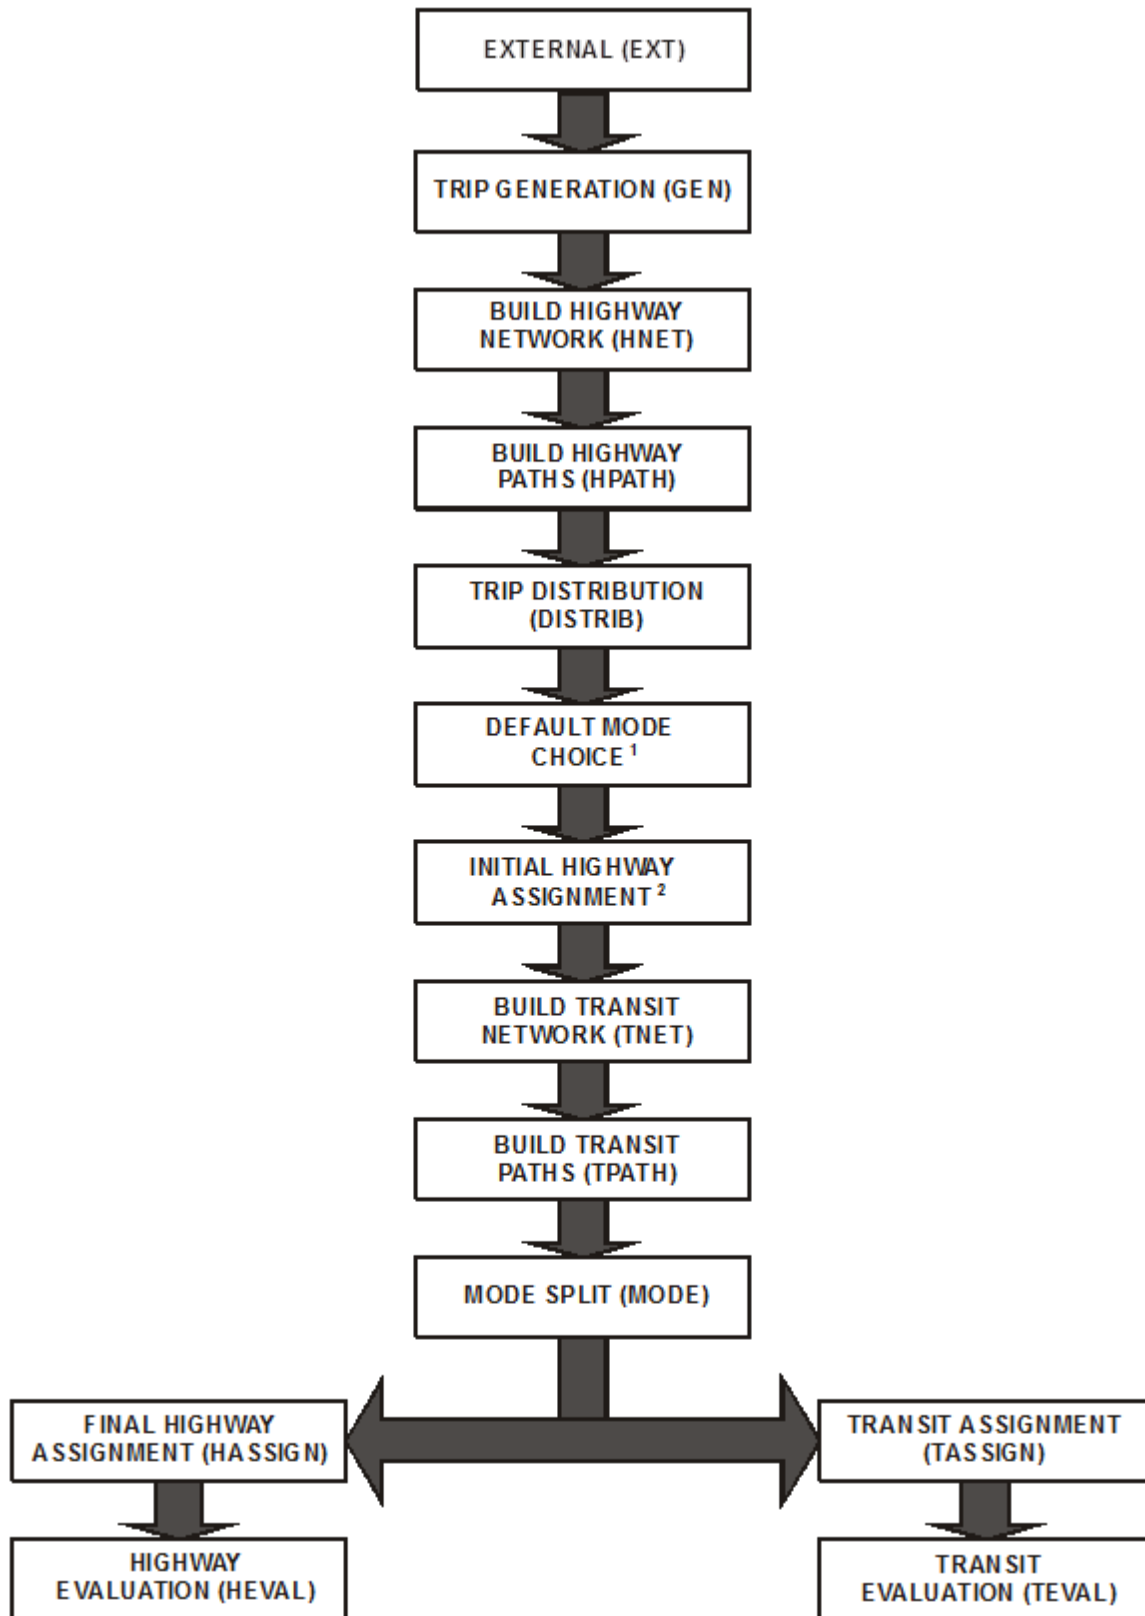 EXTERNAL (EXT)
TRIP GENERATION (GEN)
BUILD HIGHWAY
NETWORK (HNET)
BUILD HIGHWAY
PATHS (HPATH)
TRIP DISTRIBUTION
(DISTRIB)
DEFAULT MODE
CHOICE 1
INITIAL HIGHWAY
ASSIGNMENT 2
BUILD TRANSIT
NETWORK (TNET)
BUILD TRANSIT
PATHS (TPATH)
MODE SPLIT (MODE)
FINAL HIGHWAY
ASSIGNMENT (HASSIGN)
TRANSIT ASSIGNMENT
(TASSIGN)
HIGHWAY
EVALUATION (HEVAL)
TRANSIT
EVALUATION (TEVAL)